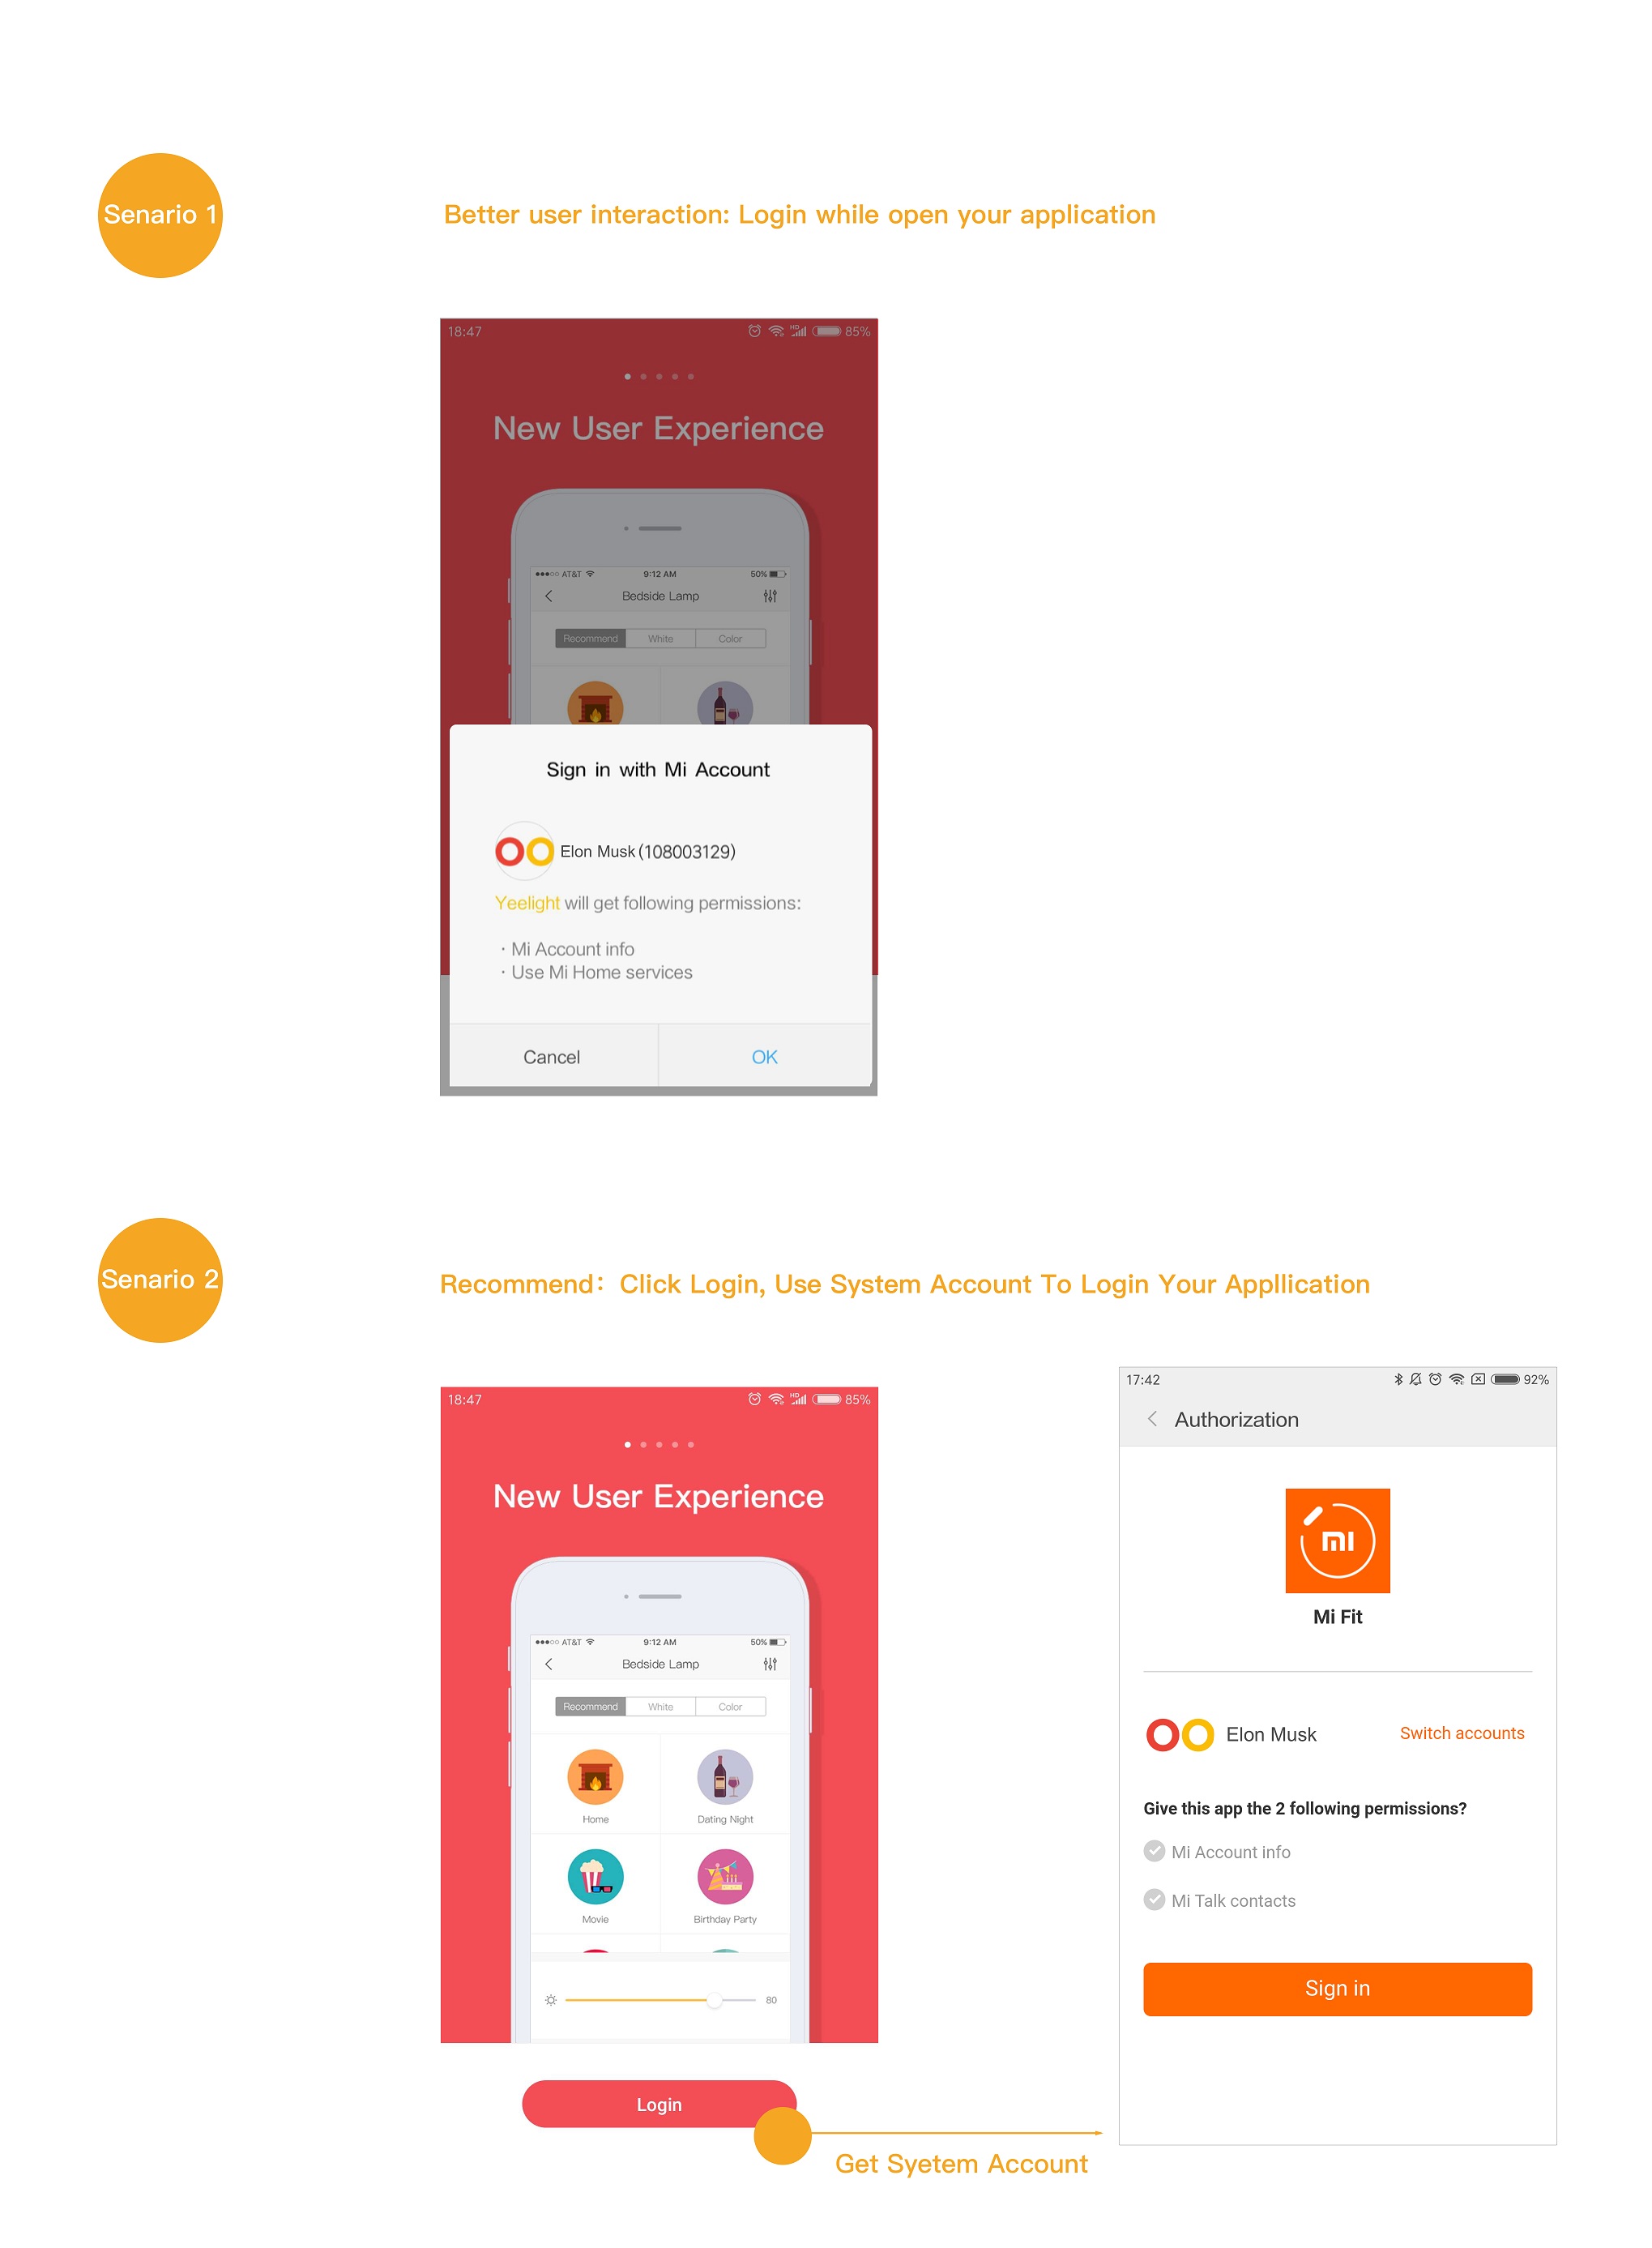 Senario 1
Better user interaction: Login while open your application
18:47
HD
85%
New User Experience
AT&T
9:12 AM
50%
Bedside Lamp
Recommend
White
Color
Sign in with Mi Account
Elon Musk(108003129)
Yeelight will get following permissions:
· Mi Account info
· Use Mi Home services
Cancel
OK
Senario 2
Recommend：Click Login, Use System Account To Login Your Appllication
18:47
HD
85%
New User Experience
AT&T
9:12 AM
50%
Bedside Lamp
Recommend
White
Color
Home
Dating Night
Movie
Birthday Party
80
Login
Get Syetem Account
17:42
92%
Authorization
mi
Mi Fit
Elon Musk
Switch accounts
Give this app the 2 following permissions?
Mi Account info
Mi Talk contacts
Sign in